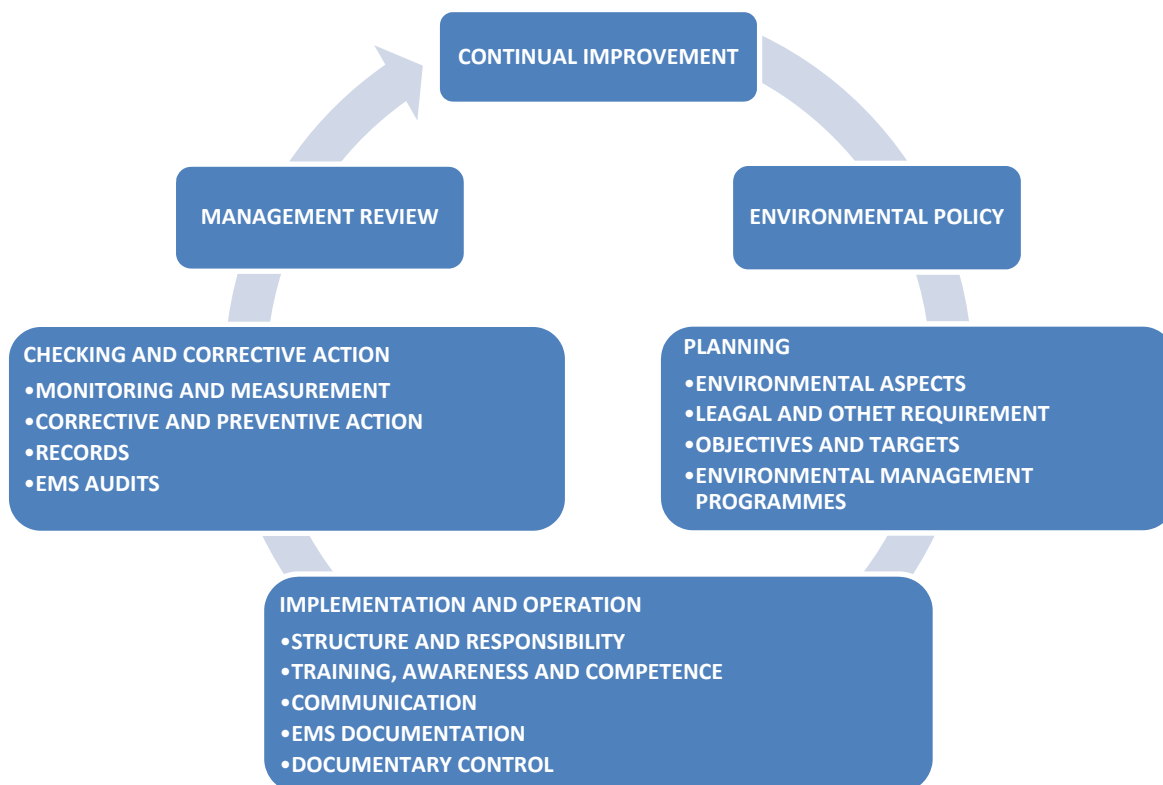 CONTINUAL IMPROVEMENT
MANAGEMENT REVIEW
ENVIRONMENTAL POLICY
CHECKING AND CORRECTIVE ACTION
•MONITORING AND MEASUREMENT
•CORRECTIVE AND PREVENTIVE ACTION
•RECORDS
•EMS AUDITS
PLANNING
•ENVIRONMENTAL ASPECTS
•LEAGAL AND OTHET REQUIREMENT
•OBJECTIVES AND TARGETS
•ENVIRONMENTAL MANAGEMENT
PROGRAMMES
IMPLEMENTATION AND OPERATION
•STRUCTURE AND RESPONSIBILITY
•TRAINING, AWARENESS AND COMPETENCE
•COMMUNICATION
•EMS DOCUMENTATION
•DOCUMENTARY CONTROL